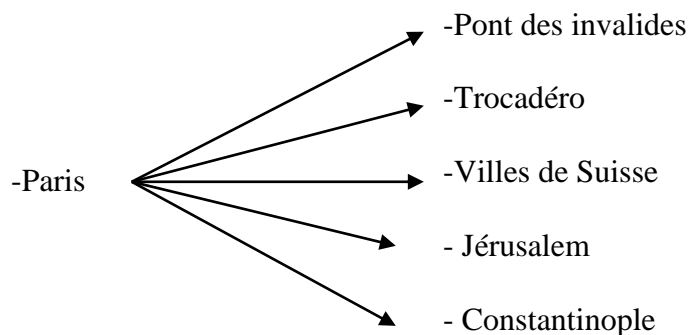 -Pont des invalides
-Trocadéro
-Paris
-Villes de Suisse
- Jérusalem
- Constantinople